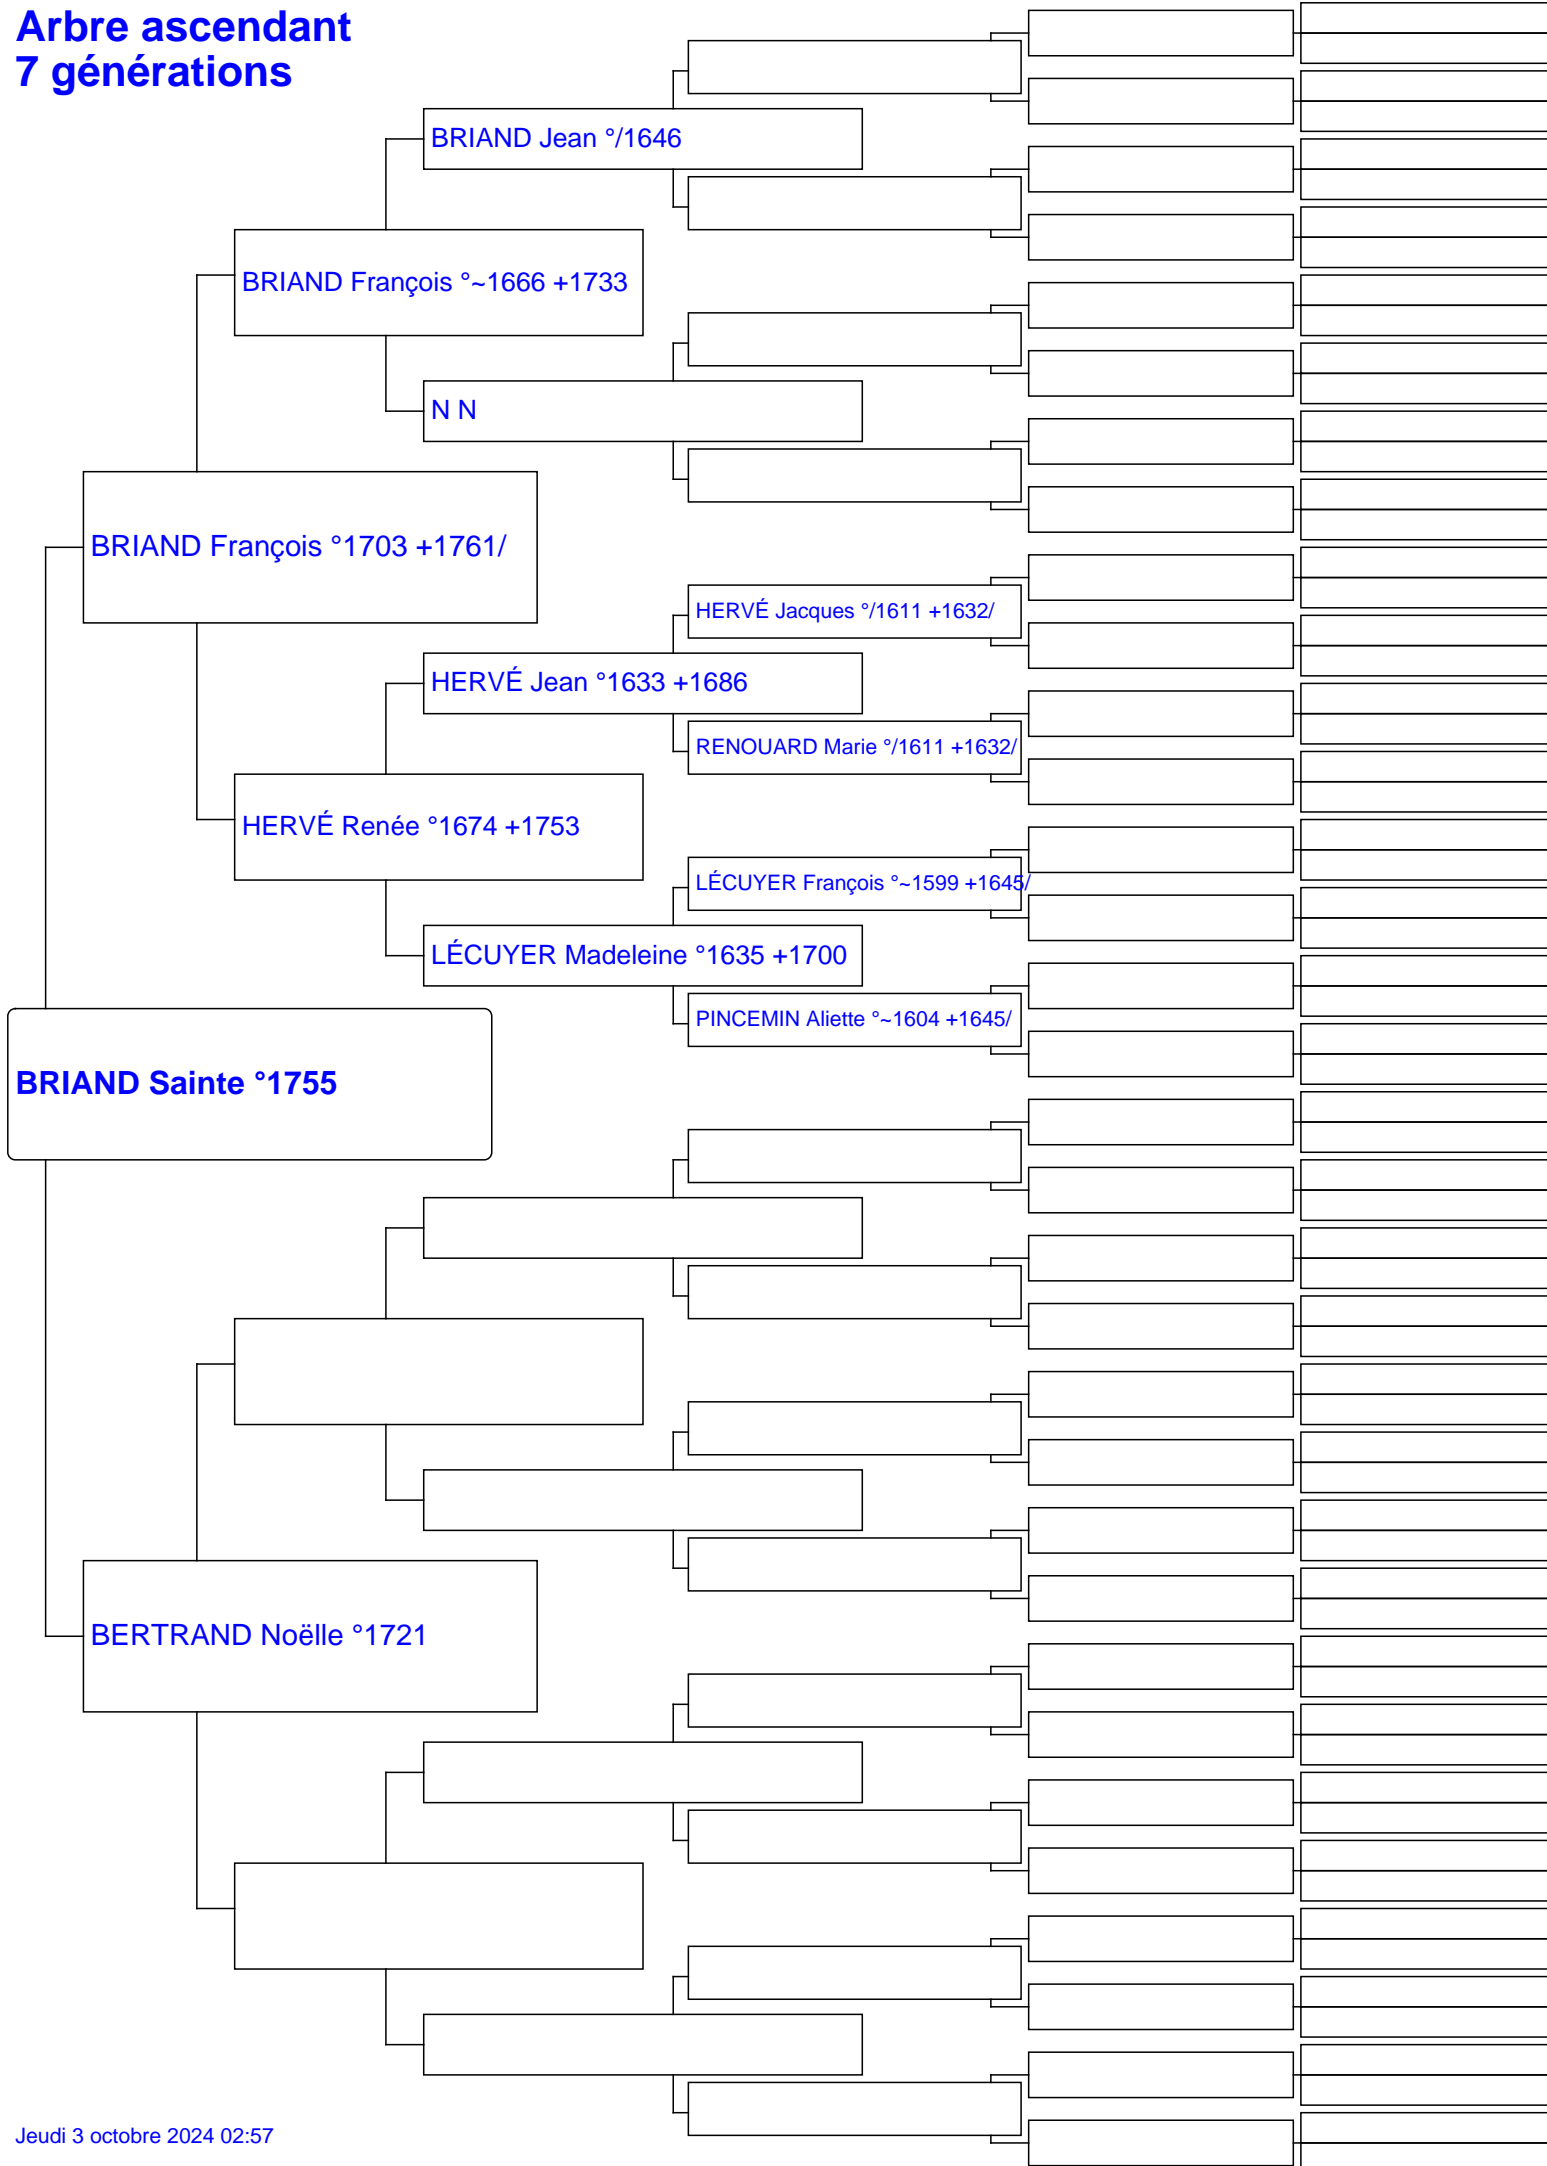 Arbre ascendant
7 générations
BRIAND Jean °/1646
BRIAND François °~1666 +1733
N N
BRIAND François °1703 +1761/
HERVÉ Jacques °/1611 +1632/
HERVÉ Jean °1633 +1686
RENOUARD Marie °/1611 +1632/
HERVÉ Renée °1674 +1753
LÉCUYER François °~1599 +1645/
LÉCUYER Madeleine °1635 +1700
PINCEMIN Aliette °~1604 +1645/
BRIAND Sainte °1755
BERTRAND Noëlle °1721
Jeudi 3 octobre 2024 02:57